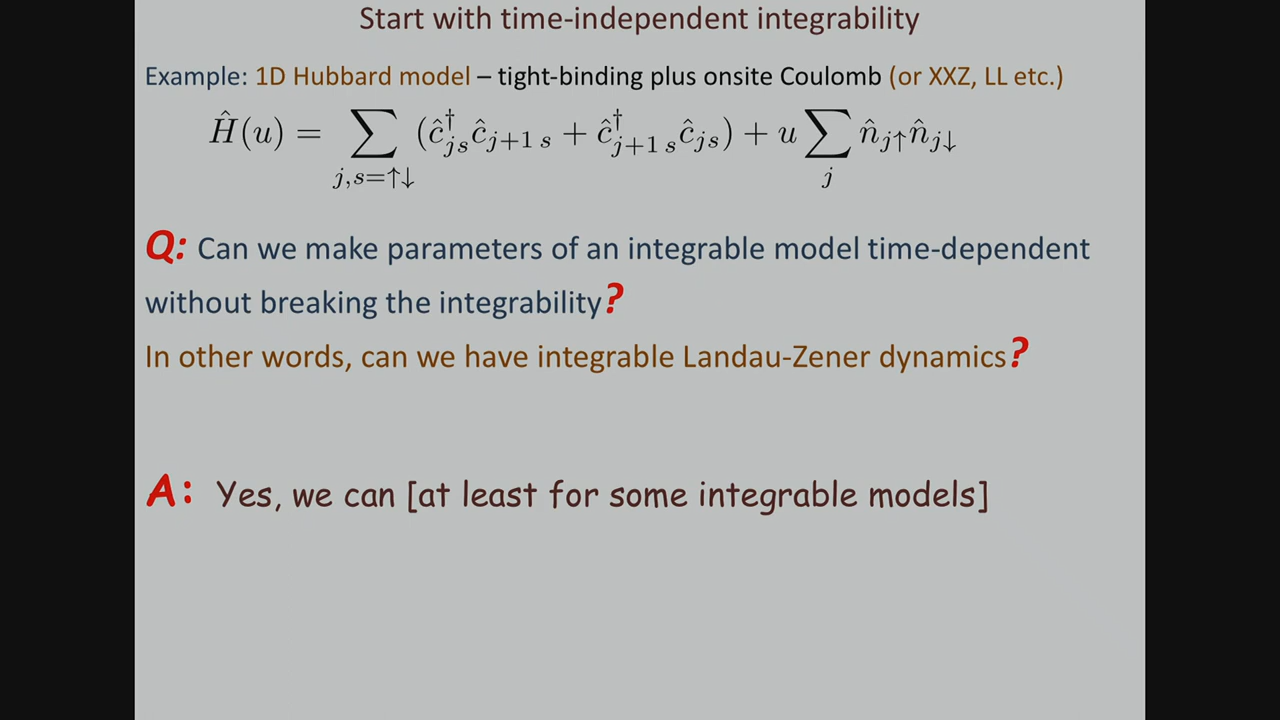 Start with time-independent integrability
Example: 1D Hubbard model – tight-binding plus onsite Coulomb (or XXZ, LL etc.)
Ĥ(u) = ∑_{j,s=↑↓} (ĉ†_{js} ĉ_{j+1 s} + ĉ†_{j+1 s} ĉ_{js}) + u ∑_j n̂_{j↑} n̂_{j↓}
Q: Can we make parameters of an integrable model time-dependent
without breaking the integrability?
In other words, can we have integrable Landau-Zener dynamics?
A: Yes, we can [at least for some integrable models]